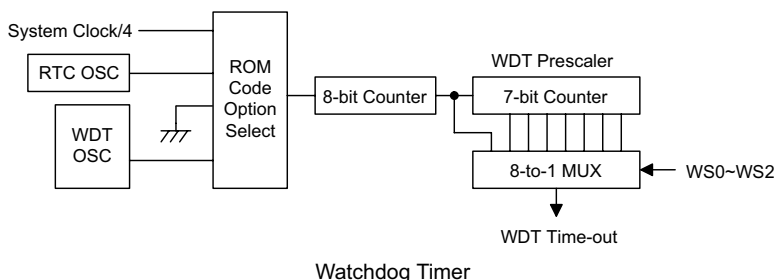 System Clock/4
RTC OSC
WDT
OSC
ROM
Code
Option
Select
8-bit Counter
WDT Prescaler
7-bit Counter
8-to-1 MUX
WS0~WS2
WDT Time-out
Watchdog Timer